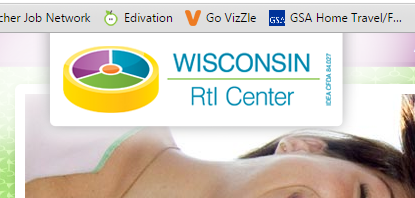 cher Job Network Edivation Go VizZle GSA GSA Home Travel/F...
WISCONSIN
RtI Center
IDEA CFDA 84.027